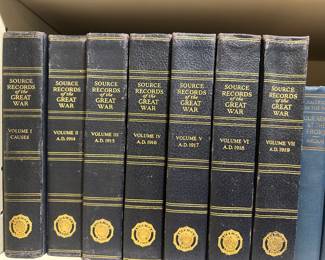 SOURCE
RECORDS
of the
GREAT
WAR
VOLUME I
CAUSES
SOURCE
RECORDS
of the
GREAT
WAR
VOLUME II
A.D. 1914
SOURCE
RECORDS
of the
GREAT
WAR
VOLUME III
A.D. 1915
SOURCE
RECORDS
of the
GREAT
WAR
VOLUME IV
A.D. 1916
SOURCE
RECORDS
of the
GREAT
WAR
VOLUME V
A.D. 1917
SOURCE
RECORDS
of the
GREAT
WAR
VOLUME VI
A.D. 1918
SOURCE
RECORDS
of the
GREAT
WAR
VOLUME VII
A.D. 1919